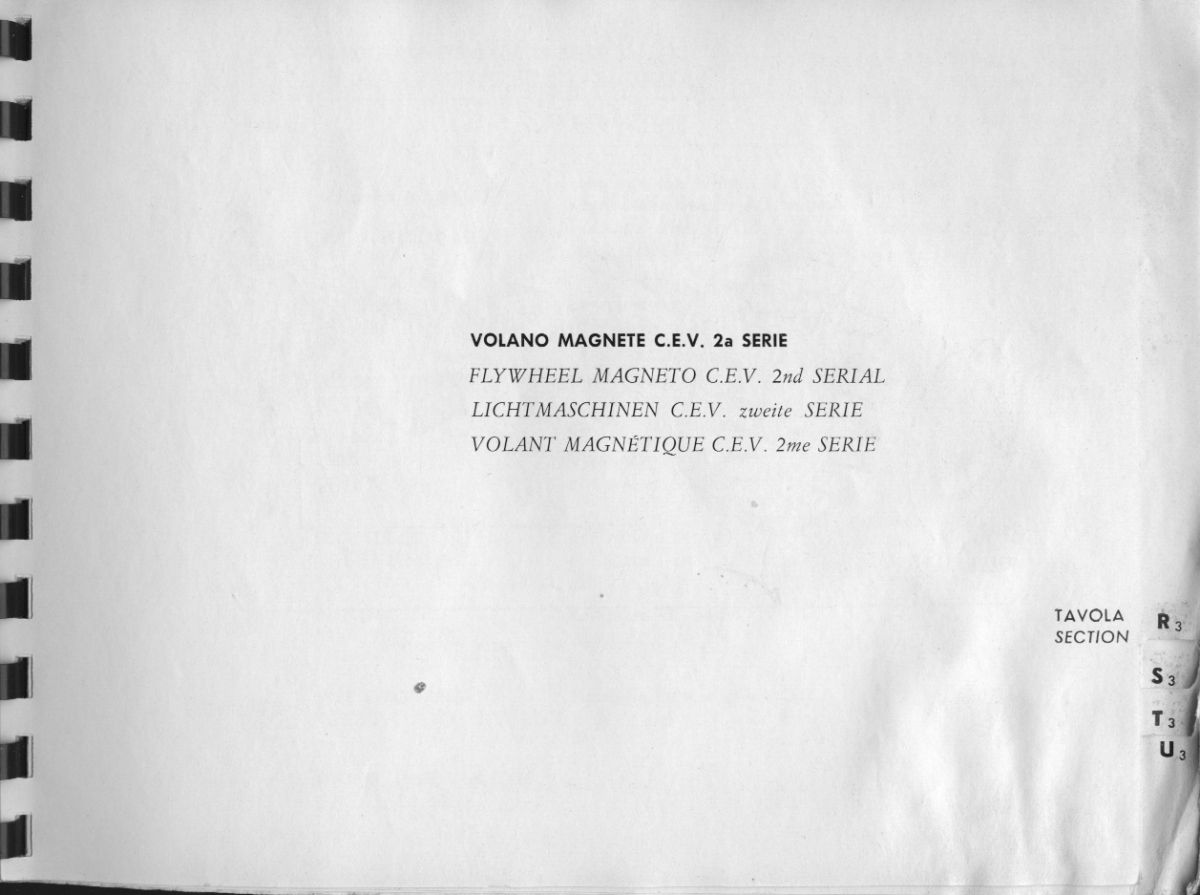 VOLANO MAGNETE C.E.V. 2a SERIE
FLYWHEEL MAGNETO C.E.V. 2nd SERIAL
LICHTMASCHINEN C.E.V. zweite SERIE
VOLANT MAGNÉTIQUE C.E.V. 2me SERIE
TAVOLA
SECTION
R3
S3
T3
U3